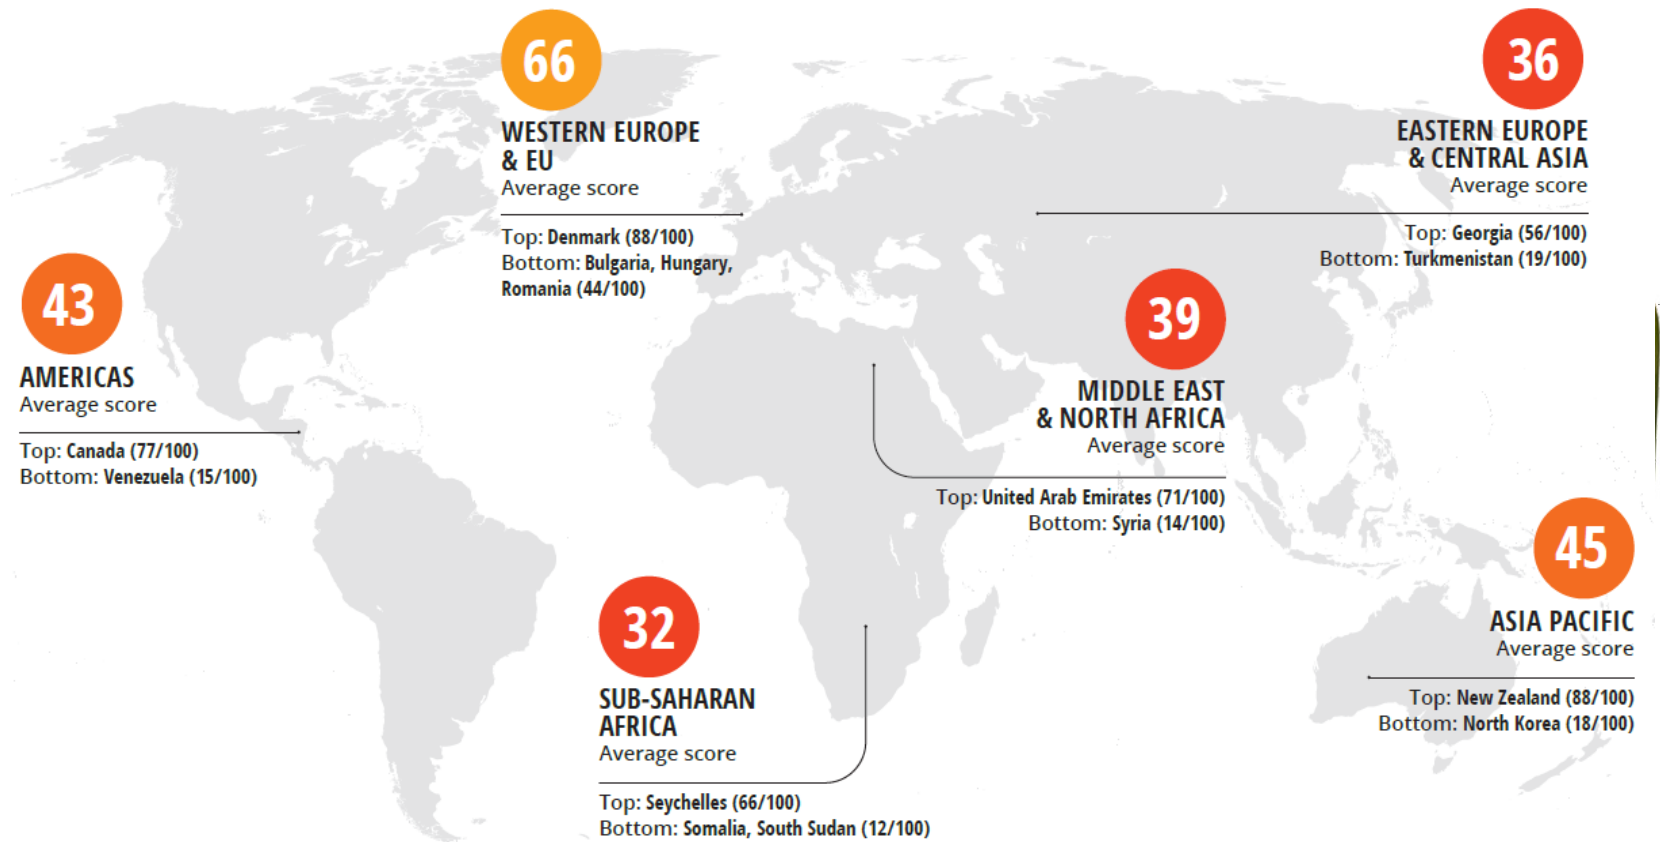 66
WESTERN EUROPE
& EU
Average score
Top: Denmark (88/100)
Bottom: Bulgaria, Hungary,
Romania (44/100)
36
EASTERN EUROPE
& CENTRAL ASIA
Average score
Top: Georgia (56/100)
Bottom: Turkmenistan (19/100)
43
AMERICAS
Average score
Top: Canada (77/100)
Bottom: Venezuela (15/100)
39
MIDDLE EAST
& NORTH AFRICA
Average score
Top: United Arab Emirates (71/100)
Bottom: Syria (14/100)
32
SUB-SAHARAN
AFRICA
Average score
Top: Seychelles (66/100)
Bottom: Somalia, South Sudan (12/100)
45
ASIA PACIFIC
Average score
Top: New Zealand (88/100)
Bottom: North Korea (18/100)